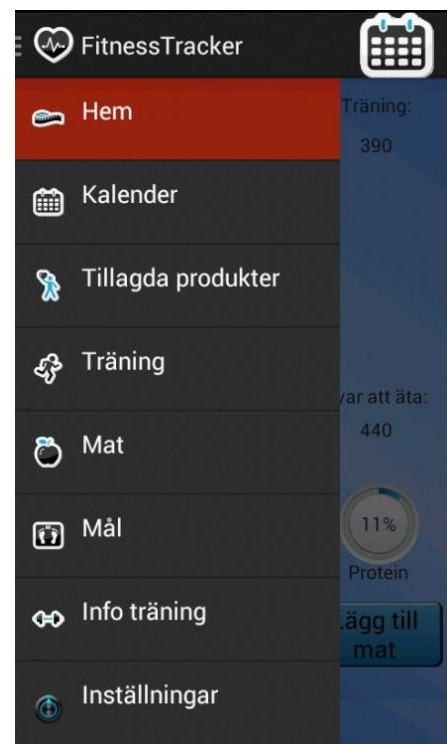 FitnessTracker
Hem
Träning:
390
Kalender
Tillagda produkter
Träning
var att äta:
Mat
440
Mål
11%
Protein
Info träning
ägg till
mat
Inställningar